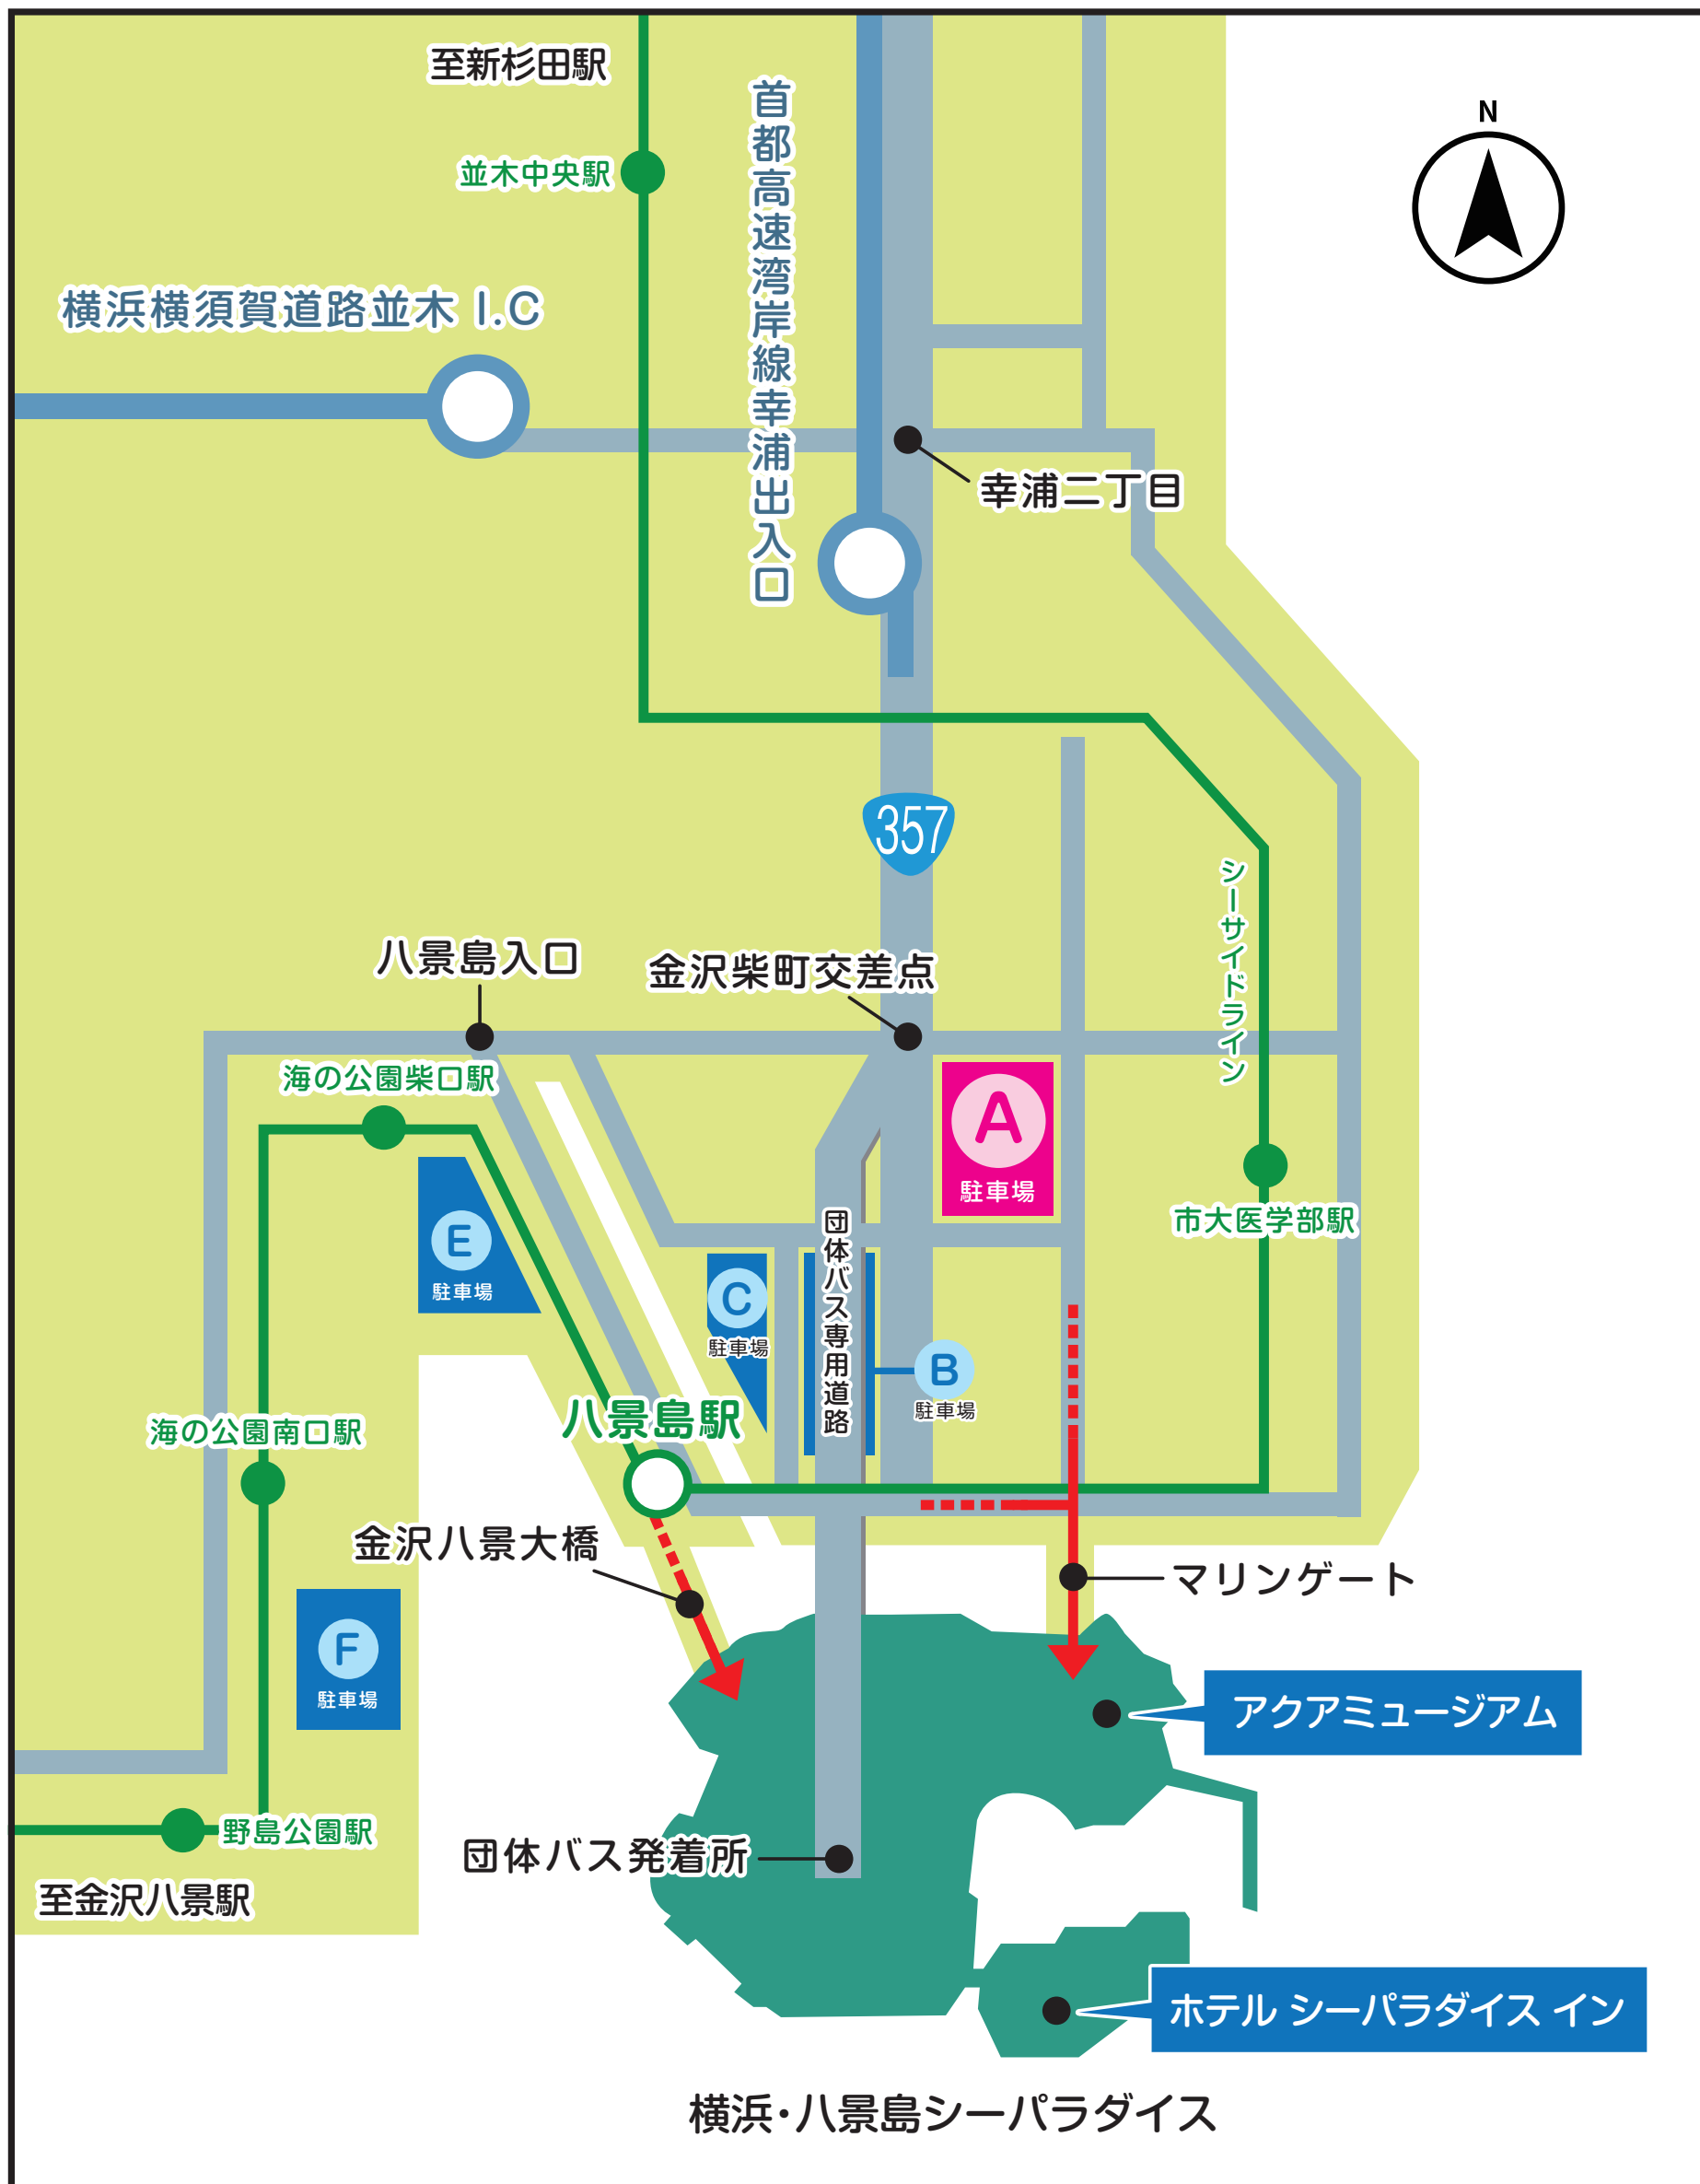 至新杉田駅
N
首都高速湾岸線幸浦出入口
並木中央駅
横浜横須賀道路並木 I.C
幸浦二丁目
357
シーサイドライン
八景島入口
金沢柴町交差点
海の公園柴口駅
A
駐車場
市大医学部駅
団体バス専用道路
E
駐車場
C
駐車場
B
駐車場
八景島駅
海の公園南口駅
金沢八景大橋
マリンゲート
F
駐車場
アクアミュージアム
野島公園駅
団体バス発着所
至金沢八景駅
ホテル シーパラダイス イン
横浜・八景島シーパラダイス